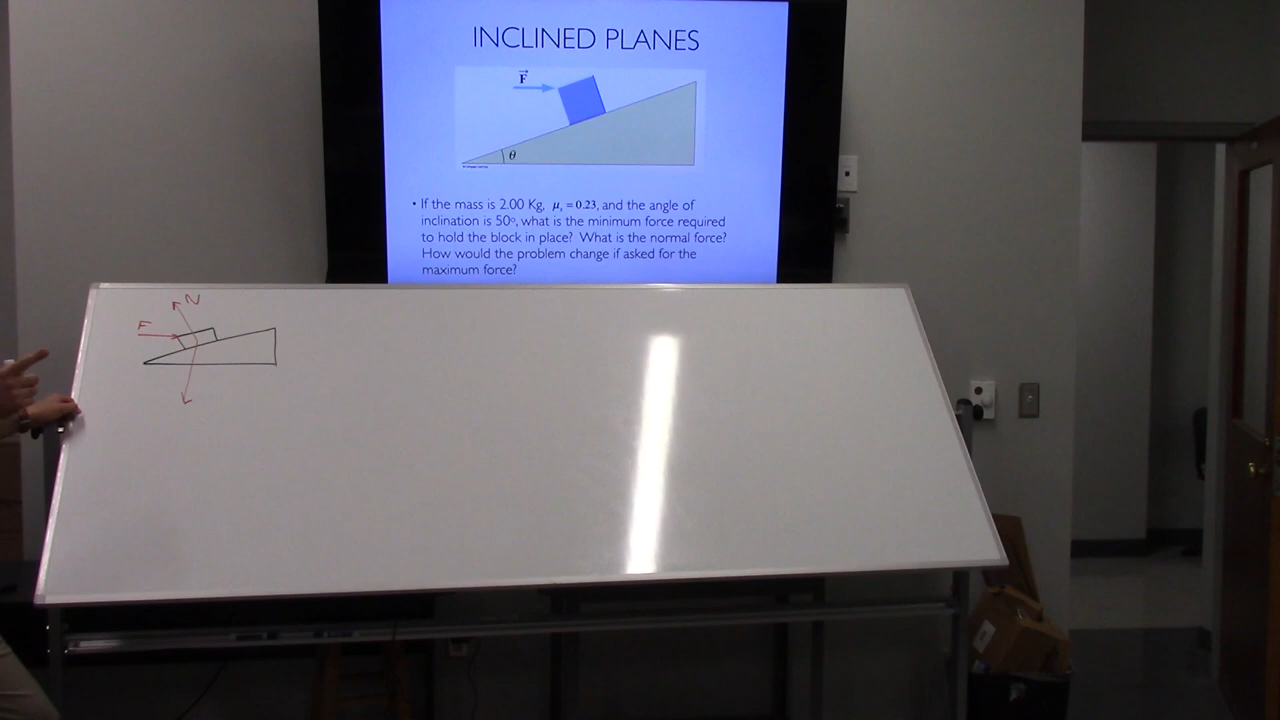 INCLINED PLANES
F
θ
• If the mass is 2.00 Kg, μs = 0.23, and the angle of
inclination is 50°, what is the minimum force required
to hold the block in place? What is the normal force?
How would the problem change if asked for the
maximum force?
N
F